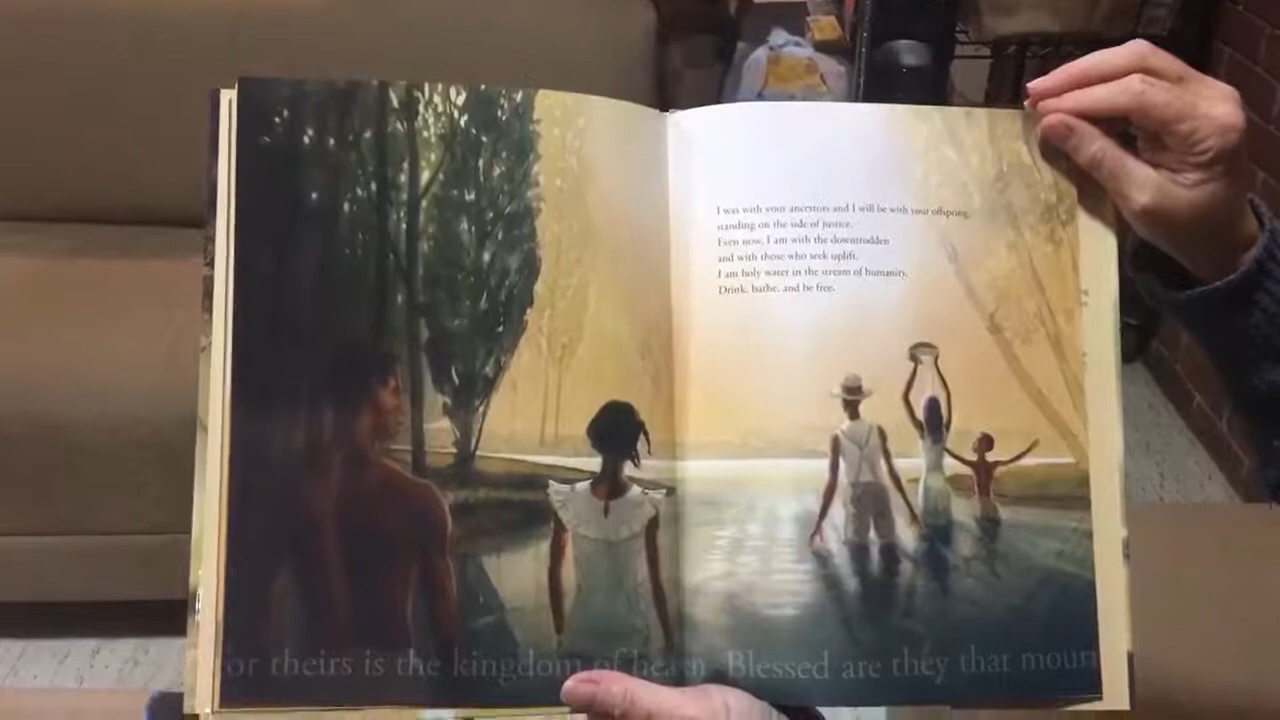 I was with your ancestors and I will be with your offspring,
standing on the side of justice.
Even now, I am with the downtrodden
and with those who seek uplift.
I am holy water in the stream of humanity.
Drink, bathe, and be free.
or theirs is the kingdom of heaven. Blessed are they that mourn